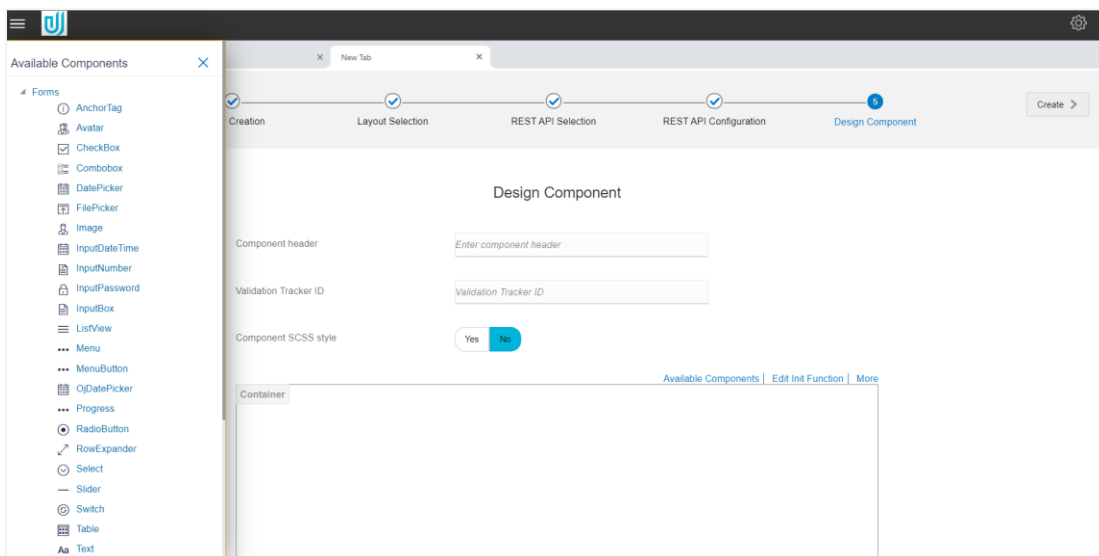 New Tab
Available Components
Forms
AnchorTag
Avatar
CheckBox
Combobox
DatePicker
FilePicker
Image
InputDateTime
InputNumber
InputPassword
InputBox
ListView
Menu
MenuButton
OjDatePicker
Progress
RadioButton
RowExpander
Select
Slider
Switch
Table
Aa Text
Creation
Layout Selection
REST API Selection
REST API Configuration
5
Design Component
Create
Design Component
Component header
Enter component header
Validation Tracker ID
Validation Tracker ID
Component SCSS style
Yes No
Available Components | Edit Init Function | More
Container